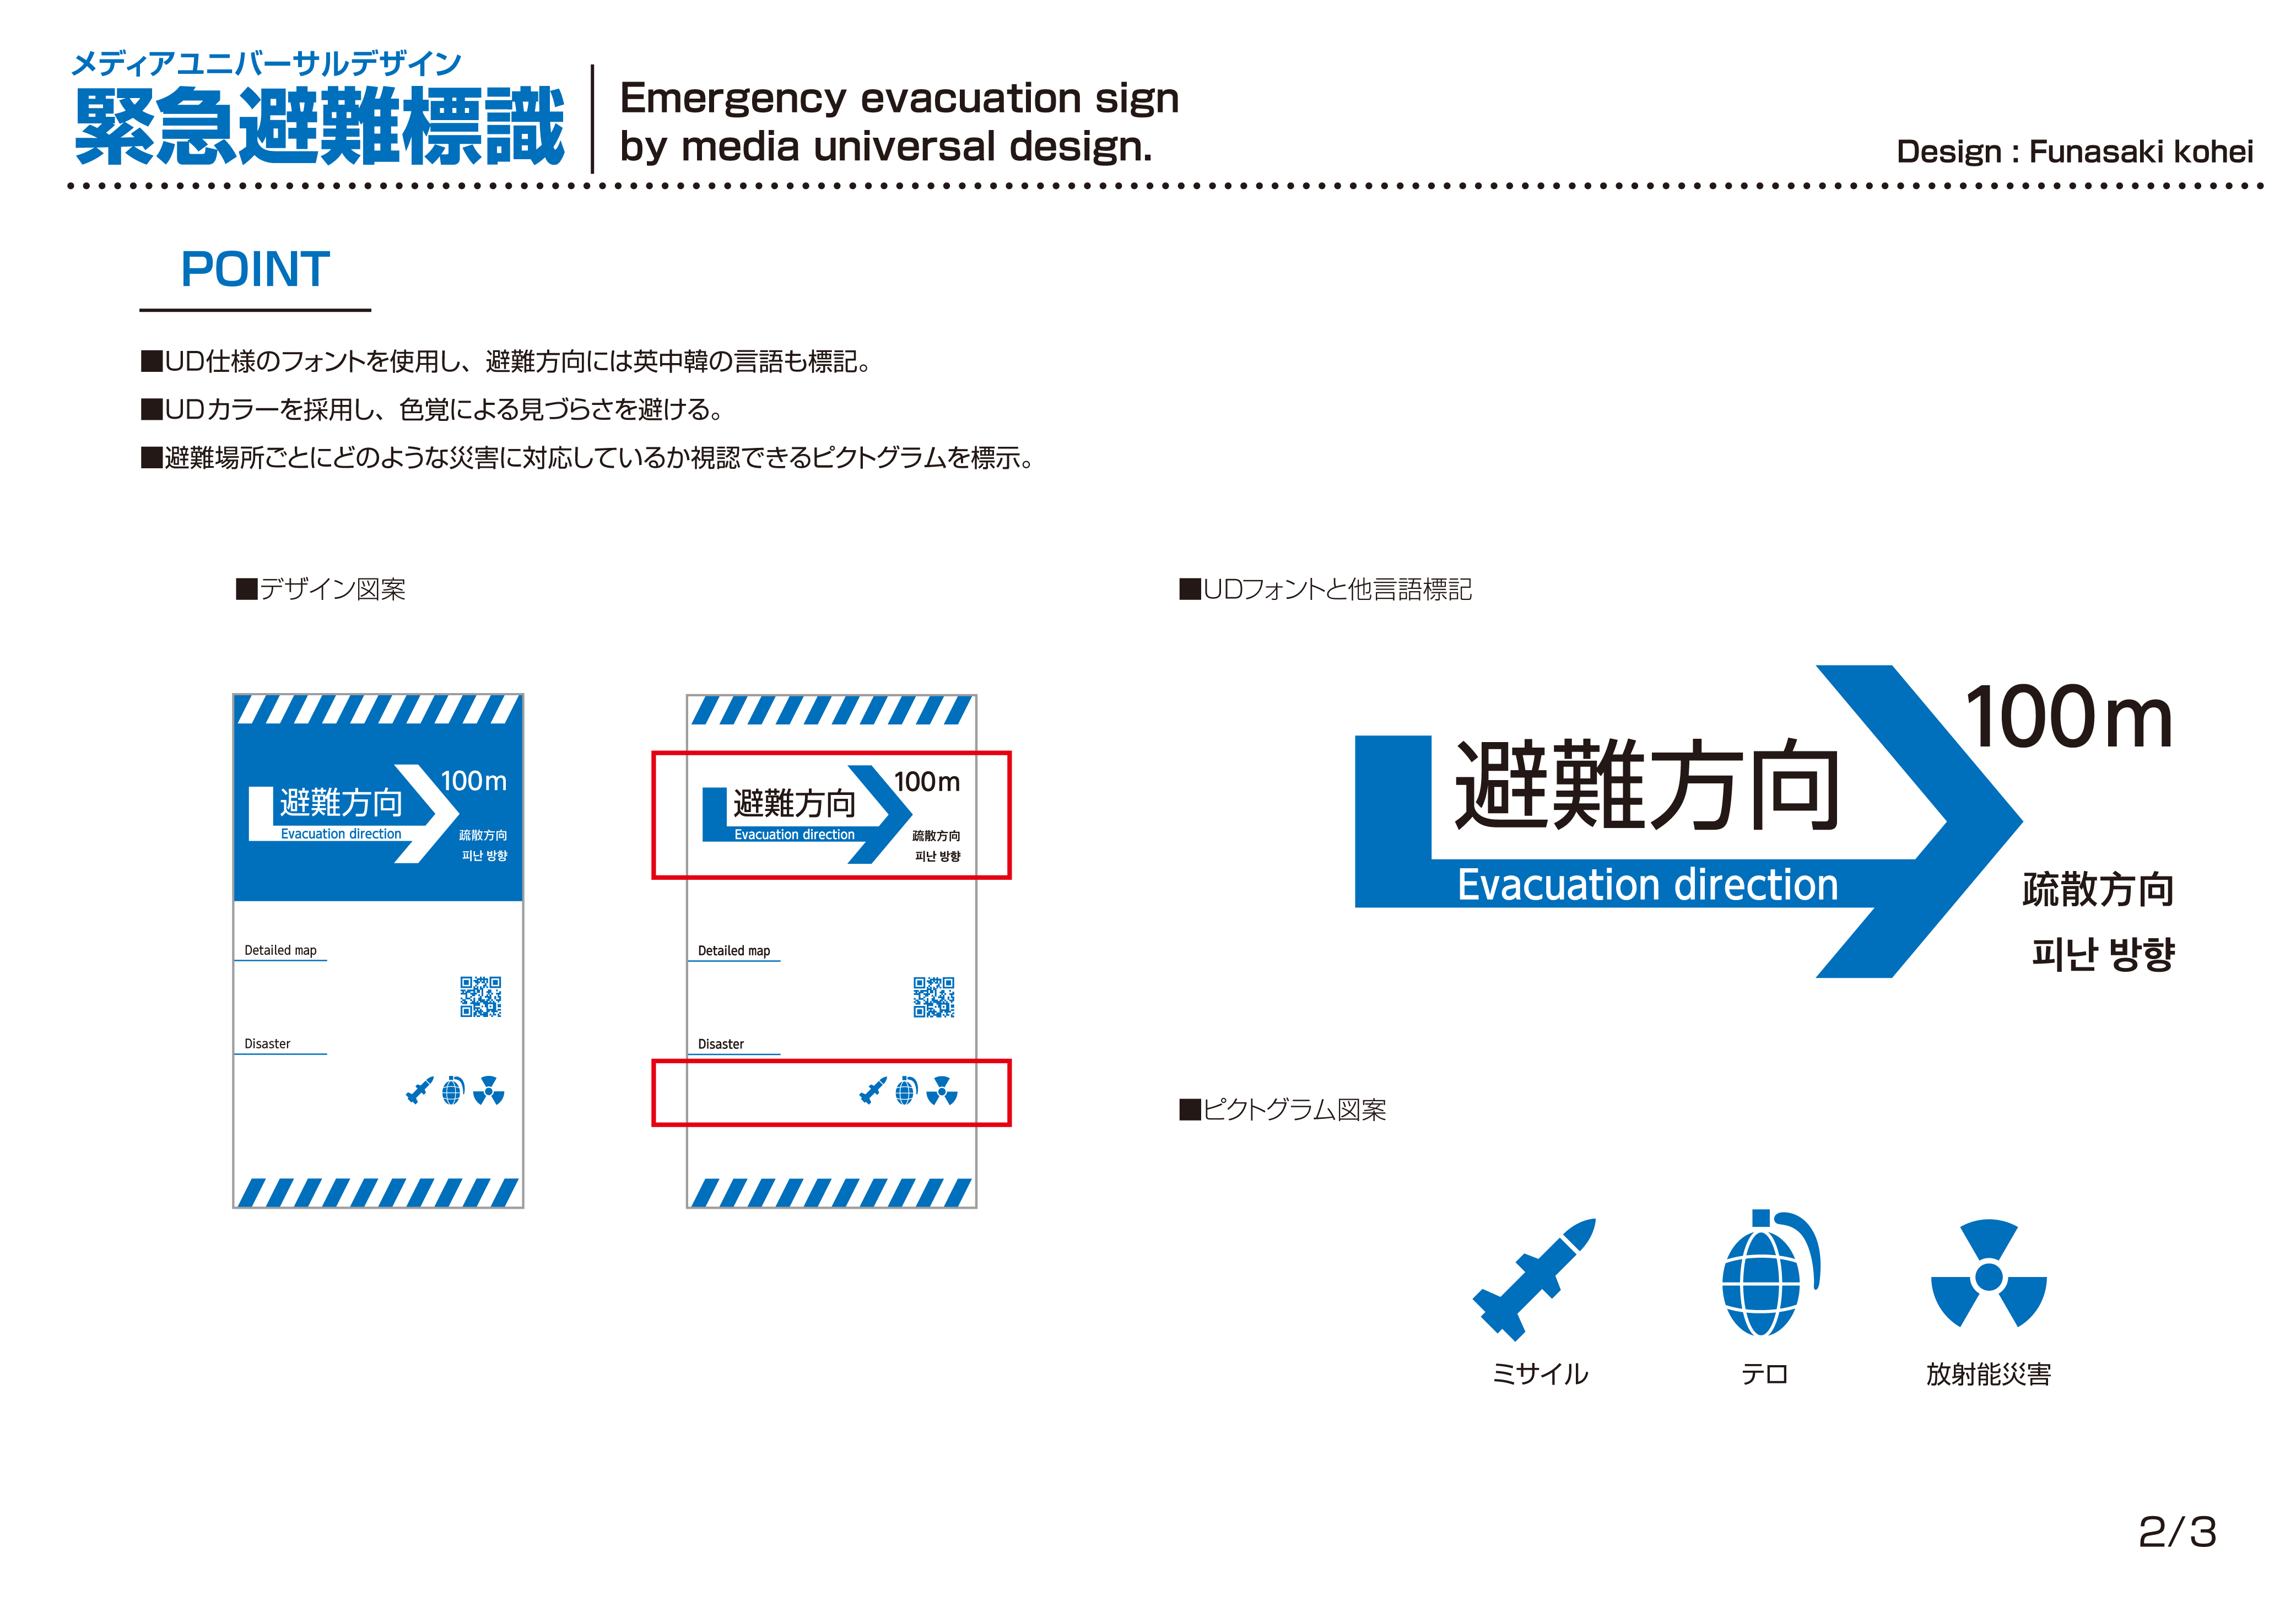 メディアユニバーサルデザイン
緊急避難標識
Emergency evacuation sign
by media universal design.
Design : Funasaki kohei
POINT
■UD仕様のフォントを使用し、避難方向には英中韓の言語も標記。
■UDカラーを採用し、色覚による見づらさを避ける。
■避難場所ごとにどのような災害に対応しているか視認できるピクトグラムを標示。
■デザイン図案
避難方向
100m
Evacuation direction
疏散方向
피난 방향
Detailed map
Disaster
避難方向
100m
Evacuation direction
疏散方向
피난 방향
Detailed map
Disaster
■UDフォントと他言語標記
避難方向
100m
Evacuation direction
疏散方向
피난 방향
■ピクトグラム図案
ミサイル
テロ
放射能災害
2/3